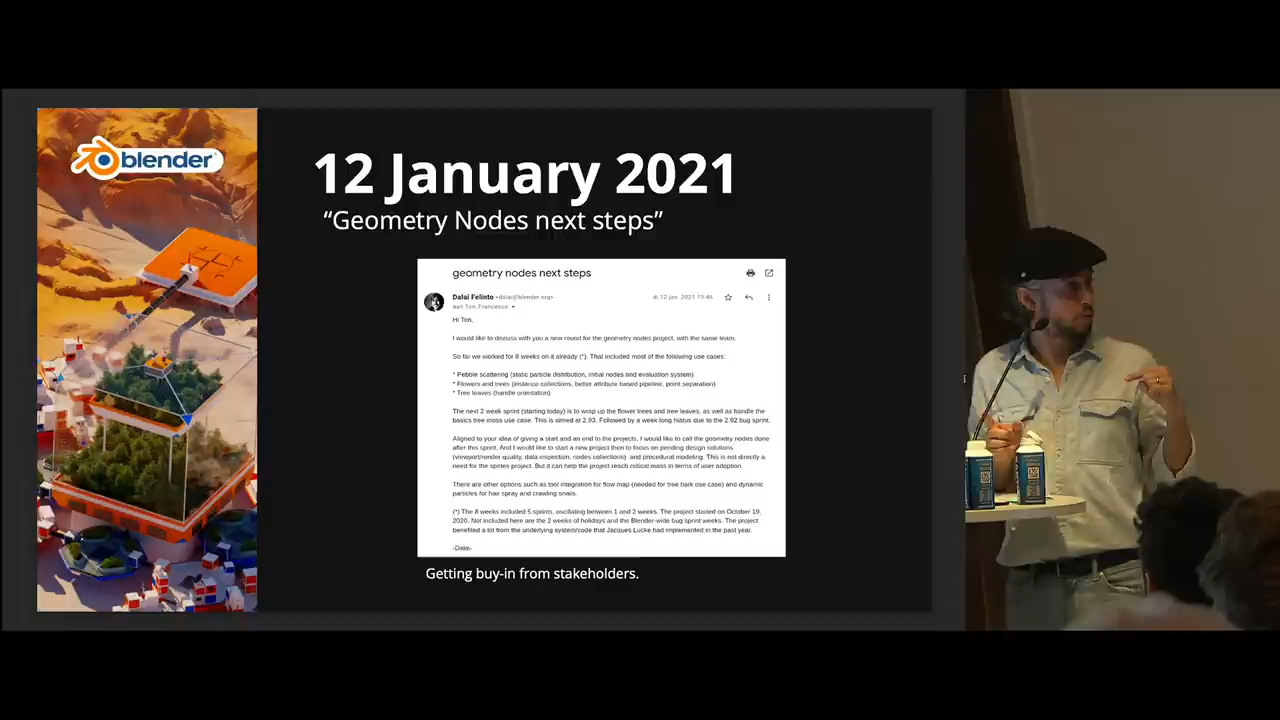 blender
12 January 2021
“Geometry Nodes next steps”
geometry nodes next steps
Dalai Felinto <dalai@blender.org>
aan Ton, Francesco
di 12 jan. 2021 15:46
Hi Ton,
I would like to discuss with you a new round for the geometry nodes project, with the same team.
So far we worked for 8 weeks on it already (*). That included most of the following use cases:
* Pebble scattering (static particle distribution, initial nodes and evaluation system)
* Flowers and trees (instance collections, better attribute based pipeline, point separation)
* Tree leaves (handle orientation)
The next 2 week sprint (starting today) is to wrap up the flower trees and tree leaves, as well as handle the
basics tree moss use case. This is aimed at 2.93. Followed by a week long hiatus due to the 2.92 bug sprint.
Aligned to your idea of giving a start and an end to the projects, I would like to call the geometry nodes done
after this sprint. And I would like to start a new project then to focus on pending design solutions
(viewport/render quality, data inspection, nodes collections) and procedural modeling. This is not directly a
need for the sprites project. But it can help the project reach critical mass in terms of user adoption.
There are other options such as tool integration for flow map (needed for tree bark use case) and dynamic
particles for hair spray and crawling snails.
(*) The 8 weeks included 5 sprints, oscillating between 1 and 2 weeks. The project started on October 19,
2020. Not included here are the 2 weeks of holidays and the Blender-wide bug sprint weeks. The project
benefited a lot from the underlying system/code that Jacques Lucke had implemented in the past year.
-Dalai-
Getting buy-in from stakeholders.